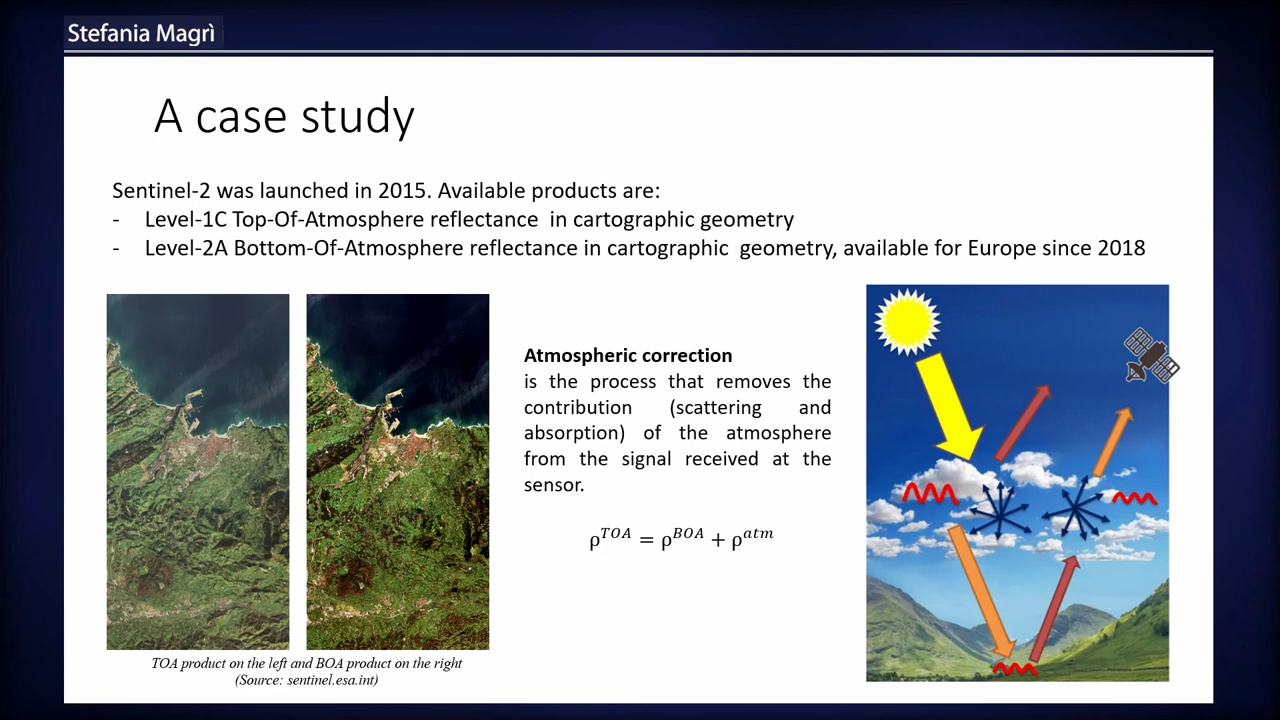 Stefania Magrì
A case study
Sentinel-2 was launched in 2015. Available products are:
- Level-1C Top-Of-Atmosphere reflectance in cartographic geometry
- Level-2A Bottom-Of-Atmosphere reflectance in cartographic geometry, available for Europe since 2018
Atmospheric correction
is the process that removes the
contribution (scattering and
absorption) of the atmosphere
from the signal received at the
sensor.
ρ^TOA = ρ^BOA + ρ^atm
TOA product on the left and BOA product on the right
(Source: sentinel.esa.int)